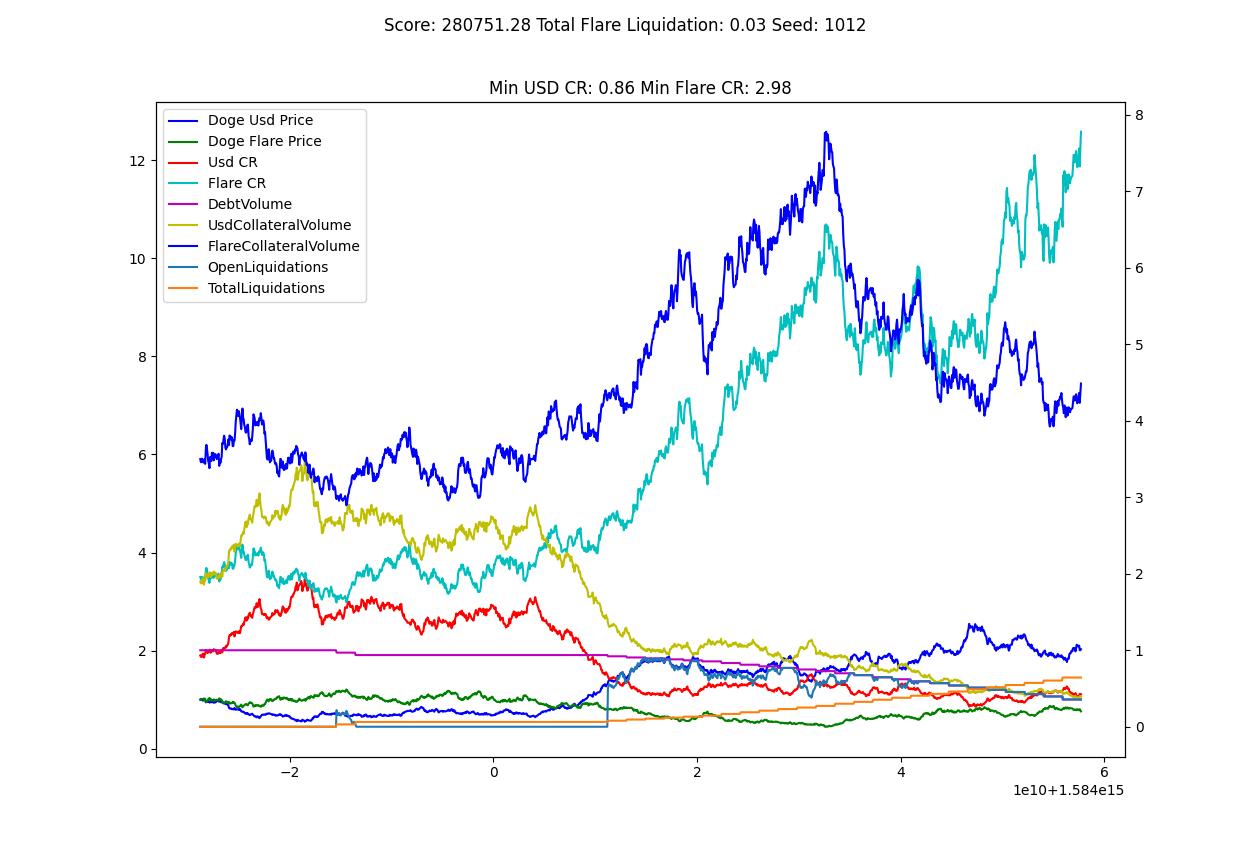 Score: 280751.28 Total Flare Liquidation: 0.03 Seed: 1012
Min USD CR: 0.86 Min Flare CR: 2.98
Doge Usd Price
Doge Flare Price
Usd CR
Flare CR
DebtVolume
UsdCollateralVolume
FlareCollateralVolume
OpenLiquidations
TotalLiquidations
12
10
8
6
4
2
0
8
7
6
5
4
3
2
1
0
−2
0
2
4
6
1e10+1.584e15